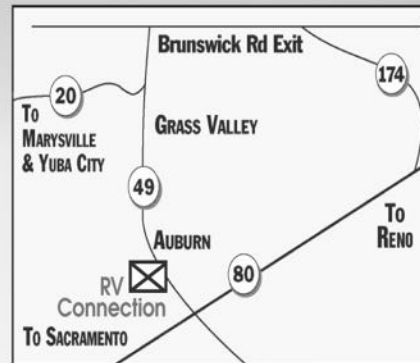 Brunswick Rd Exit
174
20
TO
MARYSVILLE
& YUBA CITY
GRASS VALLEY
49
TO
RENO
AUBURN
80
RV
Connection
TO SACRAMENTO